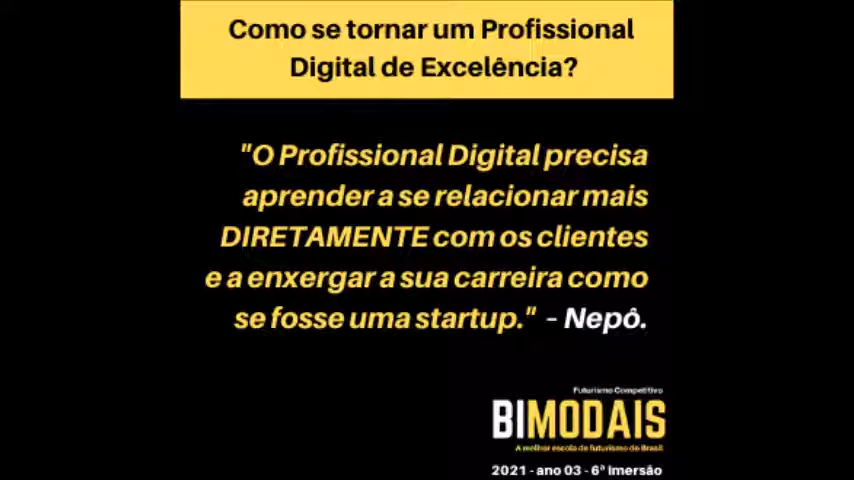 Como se tornar um Profissional
Digital de Excelência?
"O Profissional Digital precisa
aprender a se relacionar mais
DIRETAMENTE com os clientes
e a enxergar a sua carreira como
se fosse uma startup." - Nepô.
Futurismo Competitivo
BIMODAIS
A melhor escola de futurismo do Brasil
2021 - ano 03 - 6ª Imersão